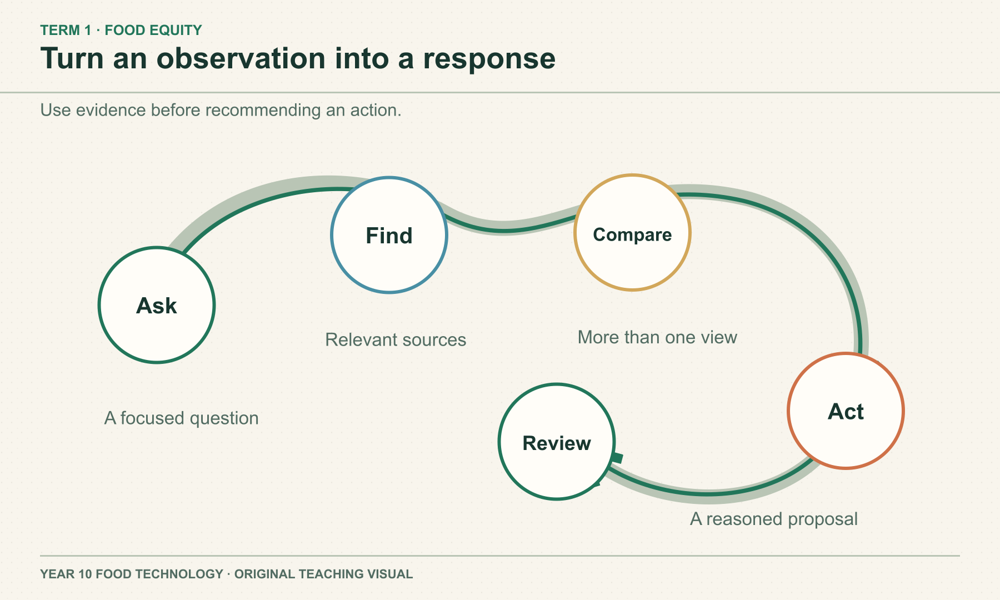 TERM 1 · FOOD EQUITY
Turn an observation into a response
Use evidence before recommending an action.
Ask
A focused question
Find
Relevant sources
Compare
More than one view
Act
A reasoned proposal
Review
YEAR 10 FOOD TECHNOLOGY · ORIGINAL TEACHING VISUAL